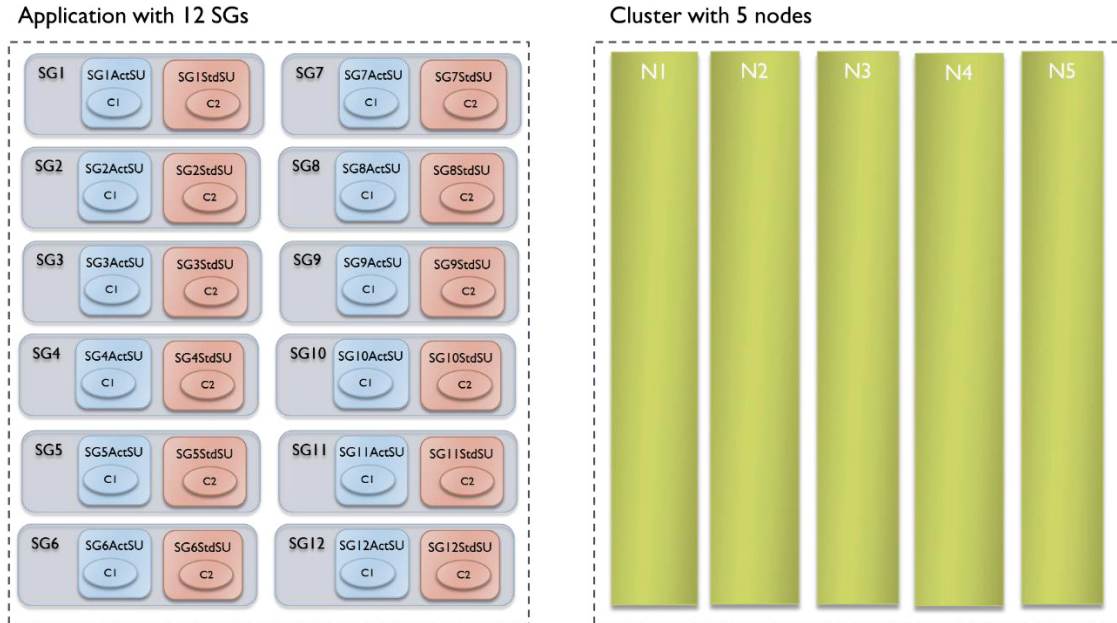 Application with 12 SGs
Cluster with 5 nodes
SG1 SG1ActSU C1 SG1StdSU C2
SG7 SG7ActSU C1 SG7StdSU C2
SG2 SG2ActSU C1 SG2StdSU C2
SG8 SG8ActSU C1 SG8StdSU C2
SG3 SG3ActSU C1 SG3StdSU C2
SG9 SG9ActSU C1 SG9StdSU C2
SG4 SG4ActSU C1 SG4StdSU C2
SG10 SG10ActSU C1 SG10StdSU C2
SG5 SG5ActSU C1 SG5StdSU C2
SG11 SG11ActSU C1 SG11StdSU C2
SG6 SG6ActSU C1 SG6StdSU C2
SG12 SG12ActSU C1 SG12StdSU C2
N1 N2 N3 N4 N5